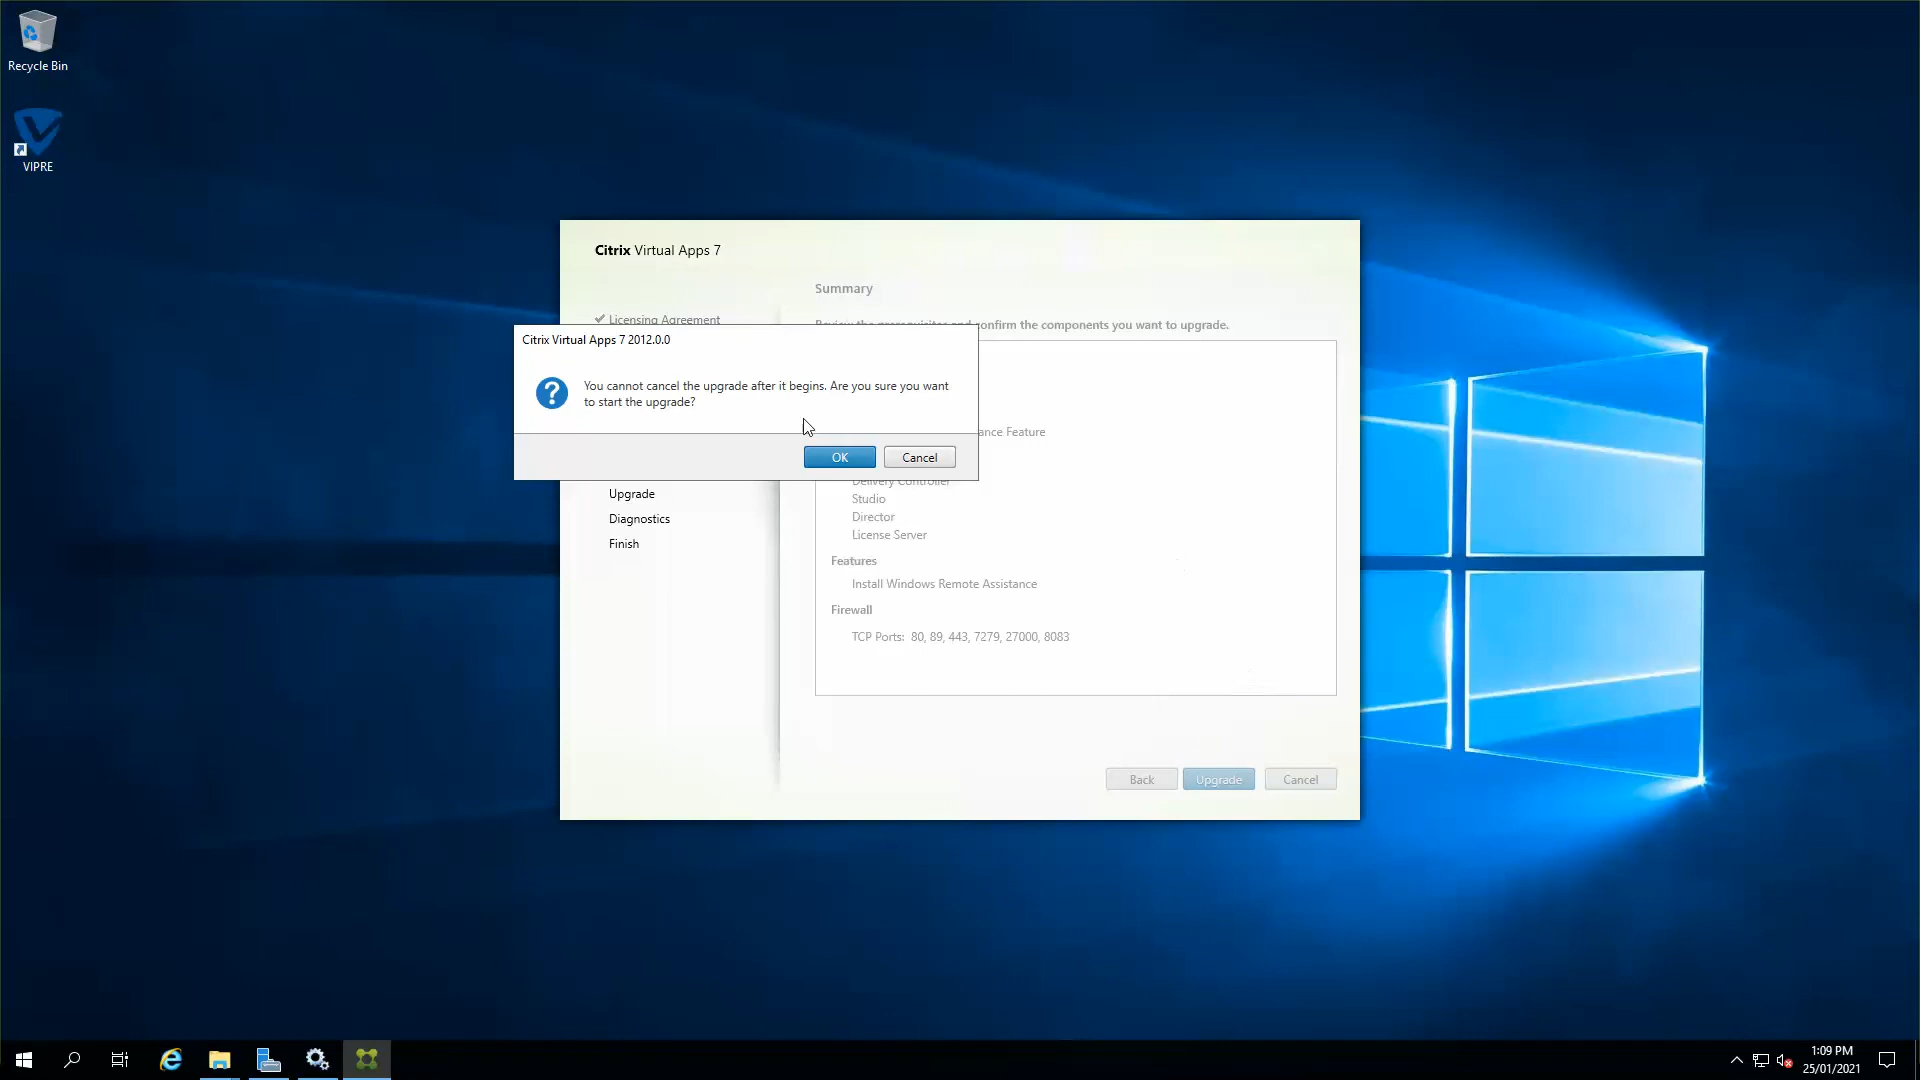 Recycle Bin
VIPRE
Citrix Virtual Apps 7
Summary
Licensing Agreement
confirm the components you want to upgrade.
Citrix Virtual Apps 7 2012.0.0
You cannot cancel the upgrade after it begins. Are you sure you want
to start the upgrade?
OK
Cancel
Feature
Delivery Controller
Studio
Director
License Server
Features
Install Windows Remote Assistance
Firewall
TCP Ports: 80, 89, 443, 7279, 27000, 8083
Upgrade
Diagnostics
Finish
Back
Upgrade
Cancel
1:09 PM
25/01/2021